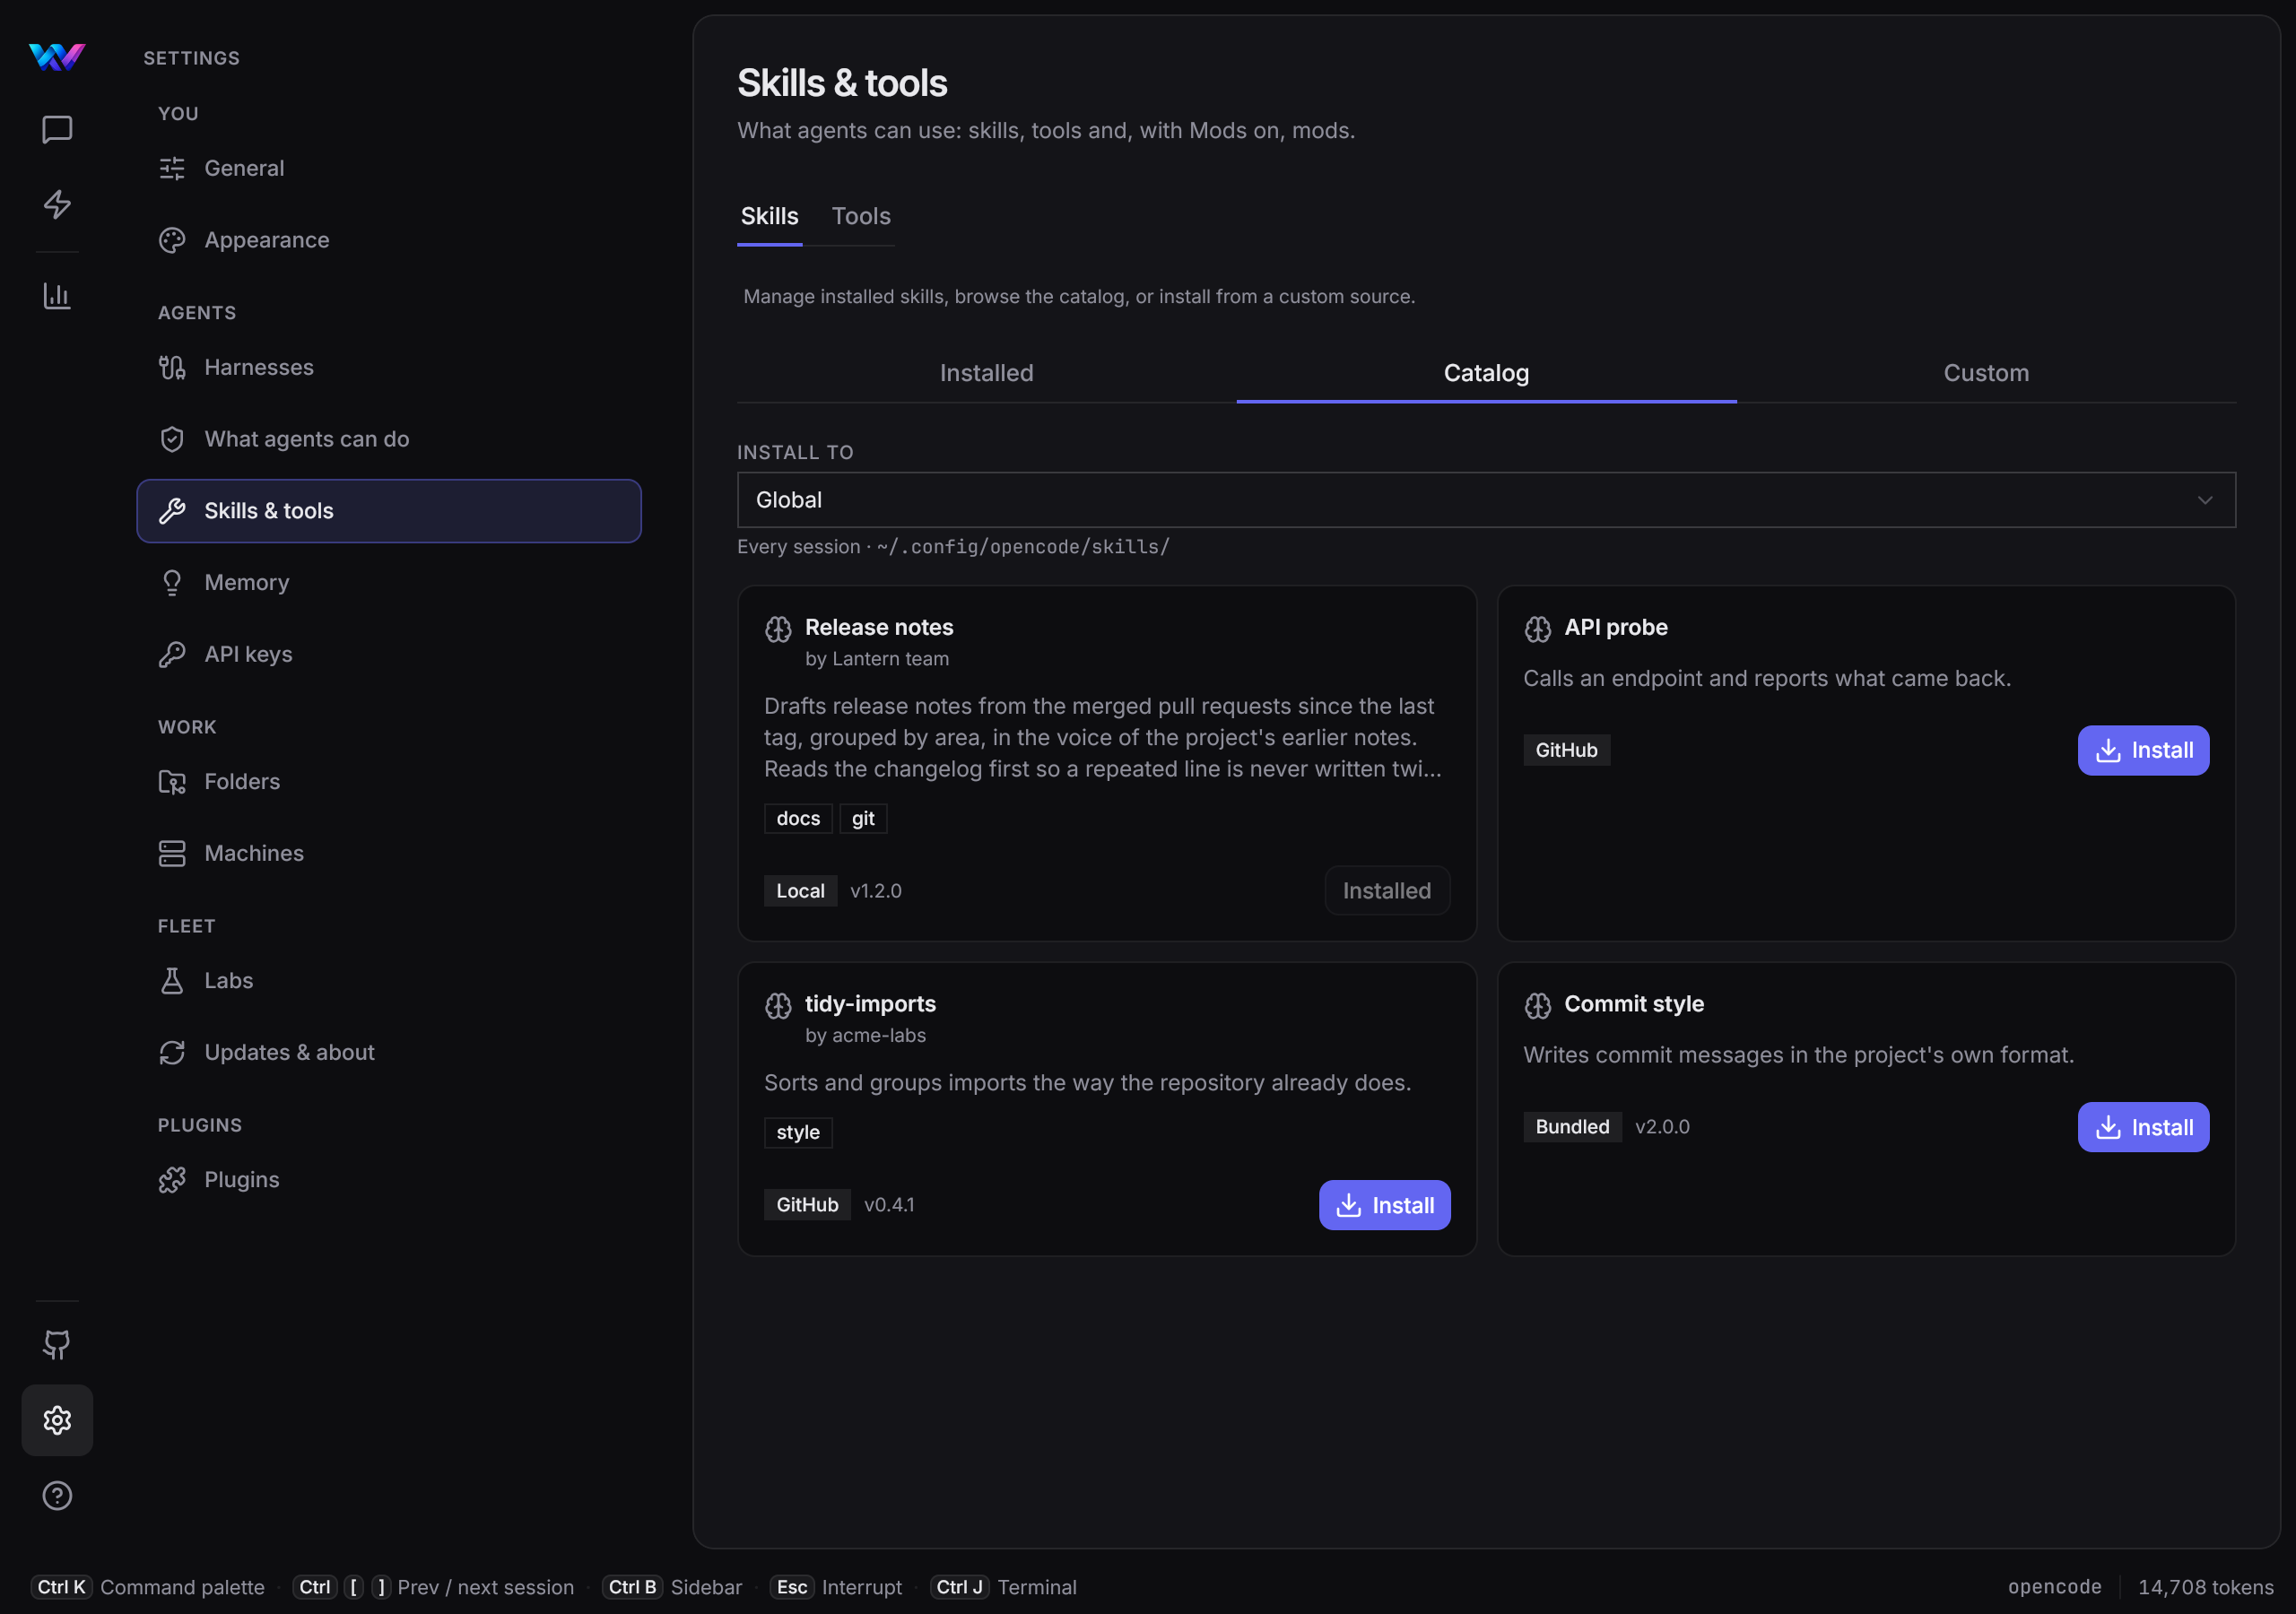 SETTINGS
YOU
General
Appearance
AGENTS
Harnesses
What agents can do
Skills & tools
Memory
API keys
WORK
Folders
Machines
FLEET
Labs
Updates & about
PLUGINS
Plugins
Skills & tools
What agents can use: skills, tools and, with Mods on, mods.
Skills Tools
Manage installed skills, browse the catalog, or install from a custom source.
Installed Catalog Custom
INSTALL TO
Global
Every session · ~/.config/opencode/skills/
Release notes
by Lantern team
Drafts release notes from the merged pull requests since the last
tag, grouped by area, in the voice of the project's earlier notes.
Reads the changelog first so a repeated line is never written twi...
docs git
Local v1.2.0 Installed
API probe
Calls an endpoint and reports what came back.
GitHub Install
tidy-imports
by acme-labs
Sorts and groups imports the way the repository already does.
style
GitHub v0.4.1 Install
Commit style
Writes commit messages in the project's own format.
Bundled v2.0.0 Install
Ctrl K Command palette · Ctrl [ ] Prev / next session · Ctrl B Sidebar · Esc Interrupt · Ctrl J Terminal
opencode 14,708 tokens